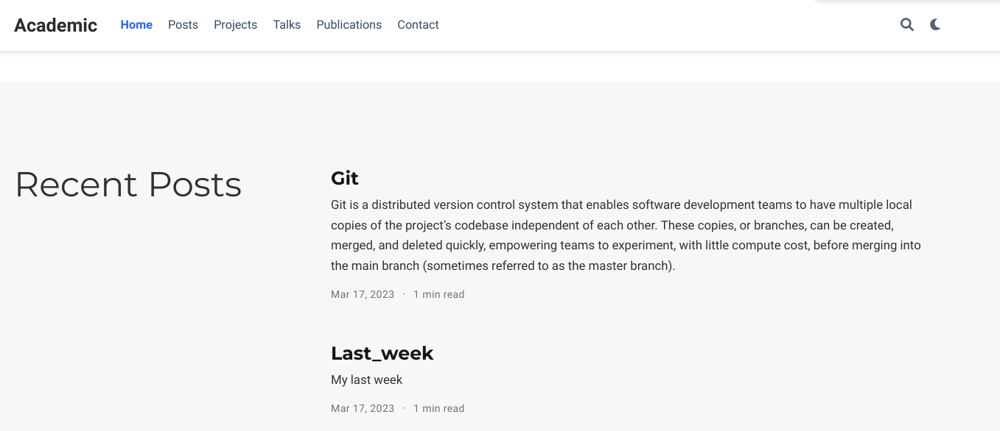 Academic Home Posts Projects Talks Publications Contact
Recent Posts
Git
Git is a distributed version control system that enables software development teams to have multiple local
copies of the project’s codebase independent of each other. These copies, or branches, can be created,
merged, and deleted quickly, empowering teams to experiment, with little compute cost, before merging into
the main branch (sometimes referred to as the master branch).
Mar 17, 2023 · 1 min read
Last_week
My last week
Mar 17, 2023 · 1 min read